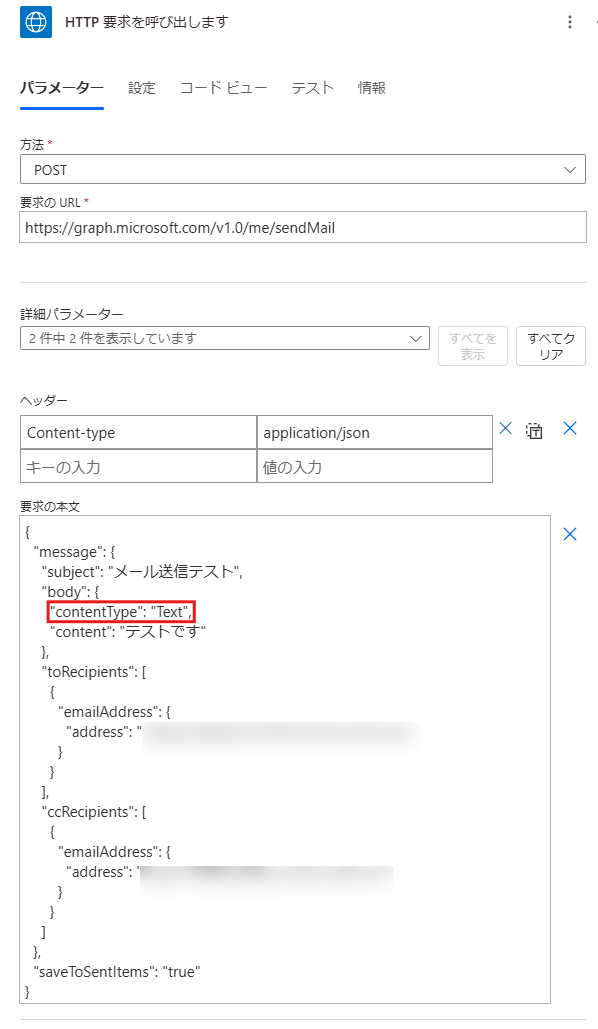 HTTP 要求を呼び出します
パラメーター 設定 コード ビュー テスト 情報
方法 *
POST
要求の URL *
https://graph.microsoft.com/v1.0/me/sendMail
詳細パラメーター
2 件中 2 件を表示しています
すべてを
表示
すべてク
リア
ヘッダー
Content-type application/json
キーの入力 値の入力
要求の本文
{
"message": {
"subject": "メール送信テスト",
"body": {
"contentType": "Text",
"content": "テストです"
},
"toRecipients": [
{
"emailAddress": {
"address": "
}
}
],
"ccRecipients": [
{
"emailAddress": {
"address": "
}
}
]
},
"saveToSentItems": "true"
}